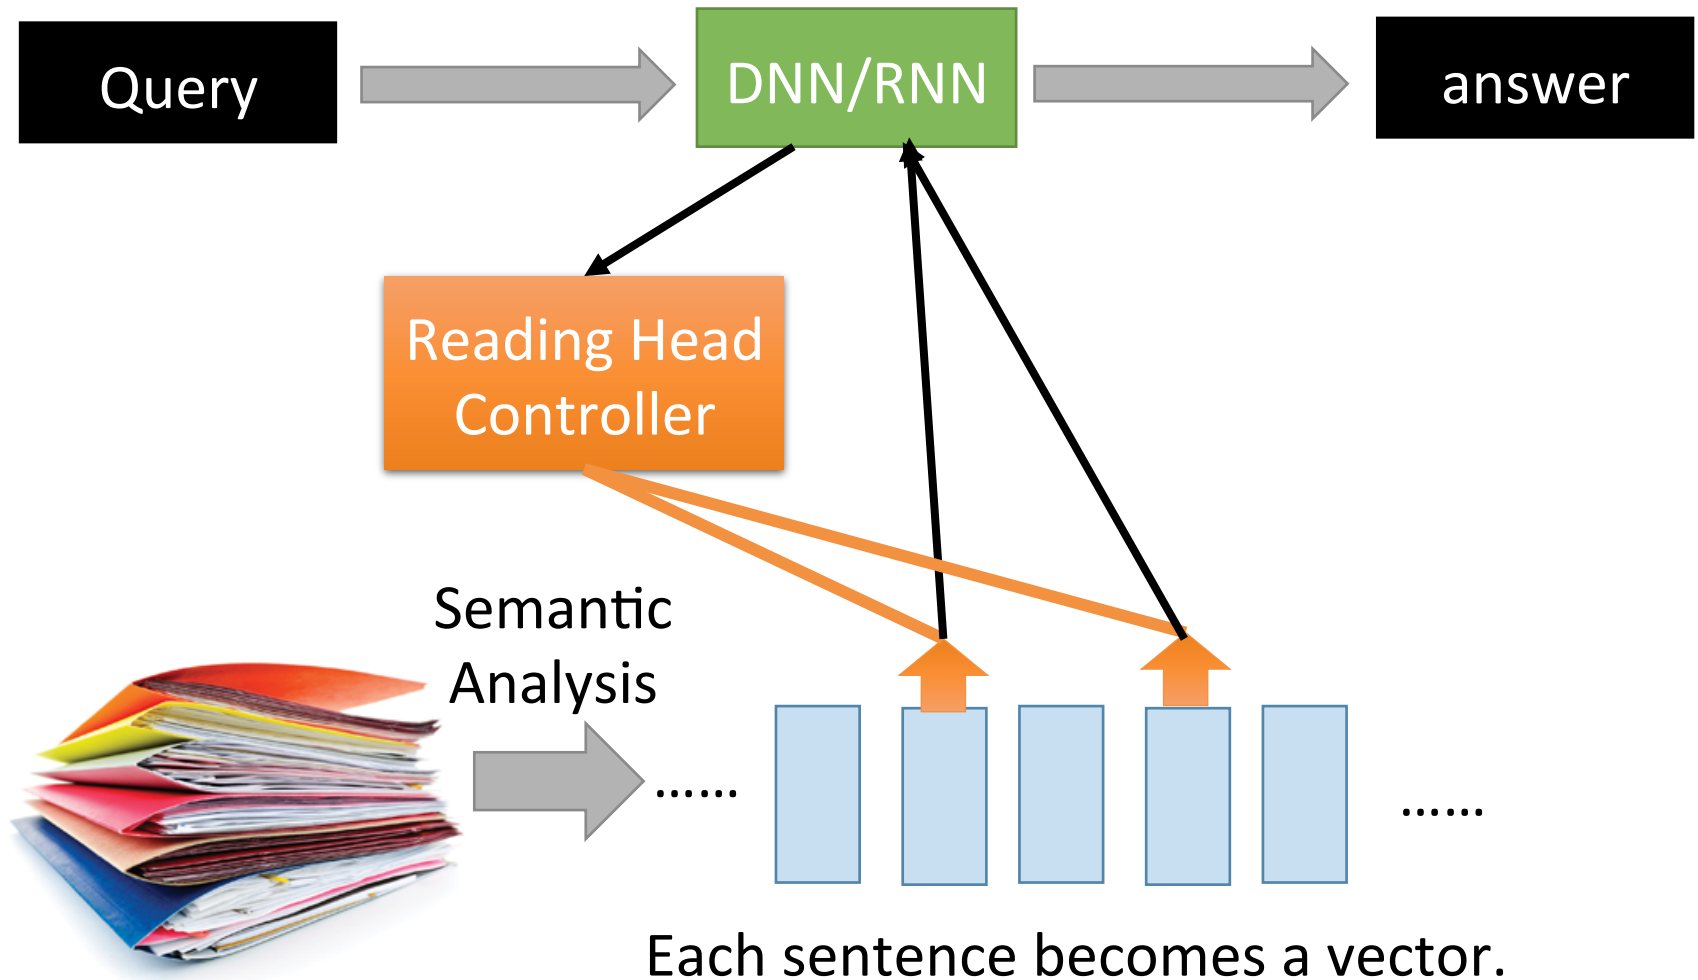 Query
DNN/RNN
answer
Reading Head
Controller
Semantic
Analysis
……
……
Each sentence becomes a vector.